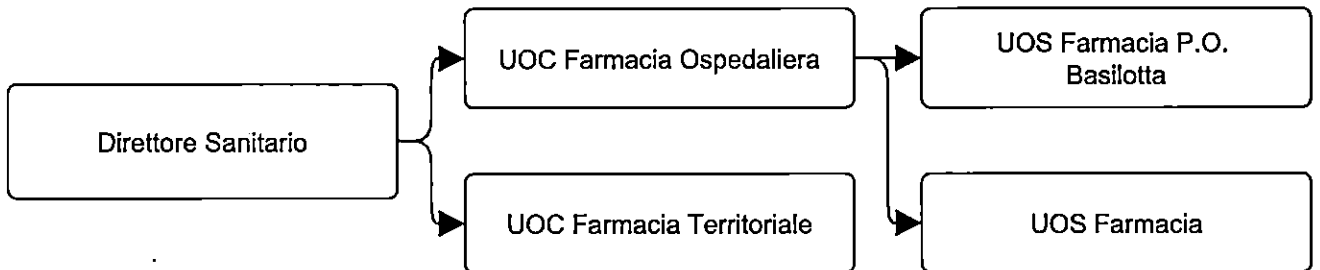 Direttore Sanitario
UOC Farmacia Ospedaliera
UOC Farmacia Territoriale
UOS Farmacia P.O.
Basilotta
UOS Farmacia